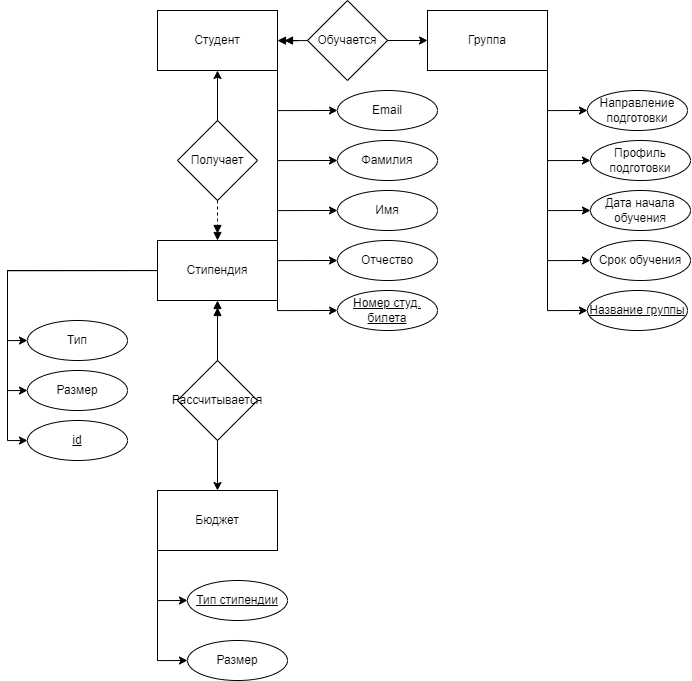 Студент
Обучается
Группа
Email
Фамилия
Имя
Отчество
Номер студ.
билета
Направление
подготовки
Профиль
подготовки
Дата начала
обучения
Срок обучения
Название группы
Получает
Стипендия
Тип
Размер
id
Рассчитывается
Бюджет
Тип стипендии
Размер